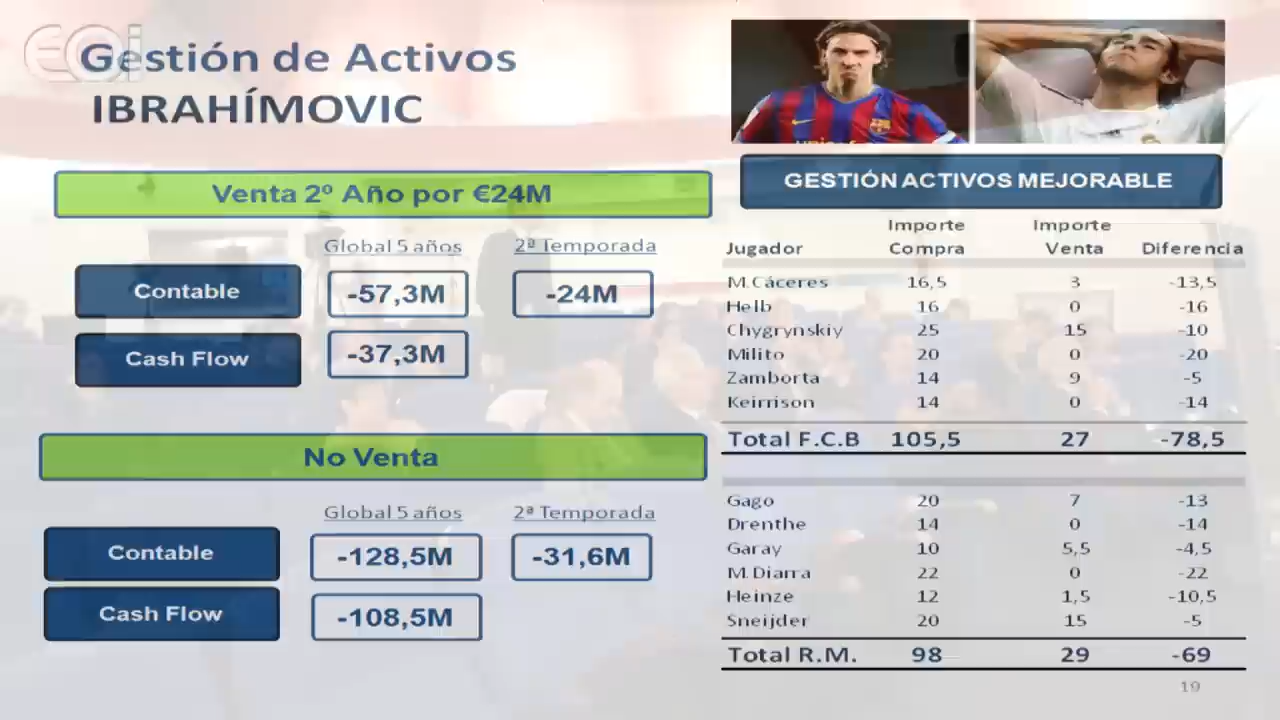 EOi
Gestión de Activos
IBRAHÍMOVIC
Venta 2º Año por €24M
Global 5 años 2ª Temporada
Contable -57,3M -24M
Cash Flow -37,3M
No Venta
Global 5 años 2ª Temporada
Contable -128,5M -31,6M
Cash Flow -108,5M
GESTIÓN ACTIVOS MEJORABLE
Importe Importe
Jugador Compra Venta Diferencia
M.Cáceres 16,5 3 -13,5
Helb 16 0 -16
Chygrynskiy 25 15 -10
Milito 20 0 -20
Zamborta 14 9 -5
Keirrison 14 0 -14
Total F.C.B 105,5 27 -78,5
Gago 20 7 -13
Drenthe 14 0 -14
Garay 10 5,5 -4,5
M.Diarra 22 0 -22
Heinze 12 1,5 -10,5
Sneijder 20 15 -5
Total R.M. 98 29 -69
19